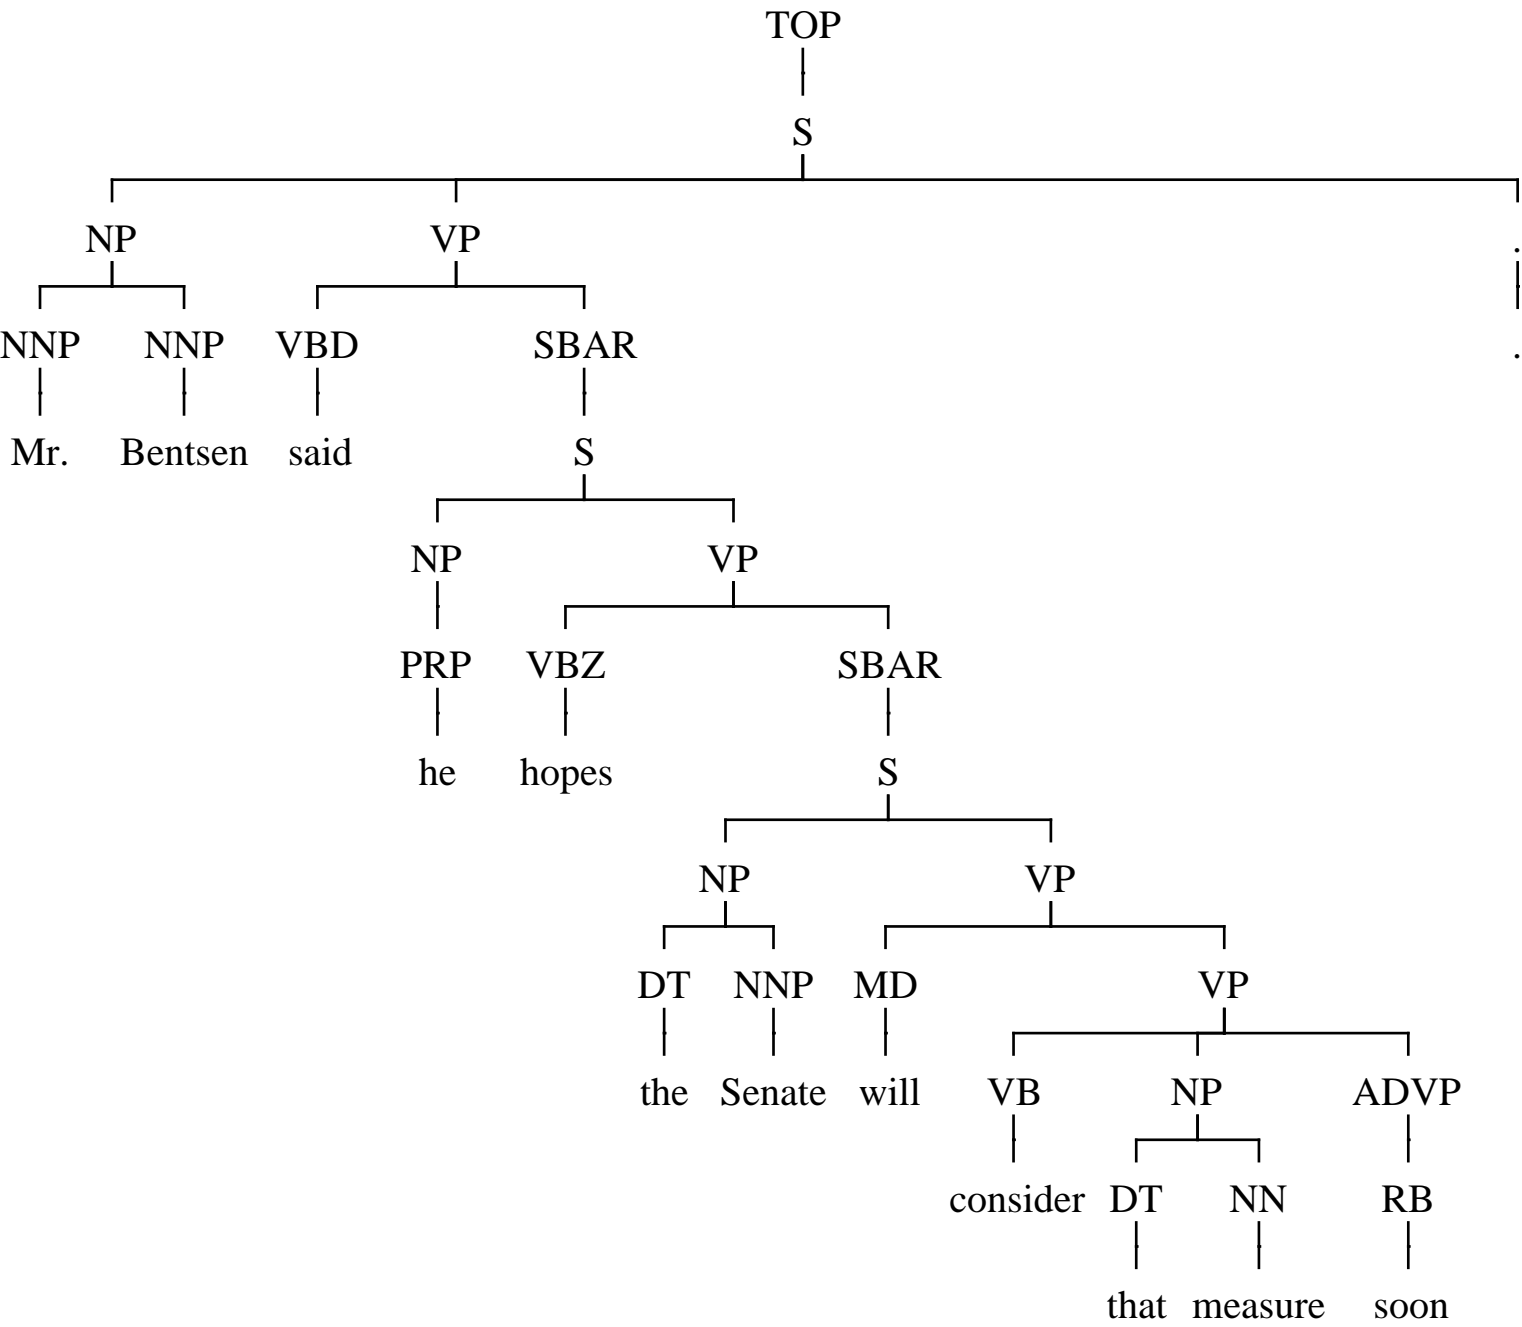 TOP
S
NP VP .
NNP NNP VBD SBAR .
Mr. Bentsen said S
NP VP
PRP VBZ SBAR
he hopes S
NP VP
DT NNP MD VP
the Senate will VB NP ADVP
consider DT NN RB
that measure soon